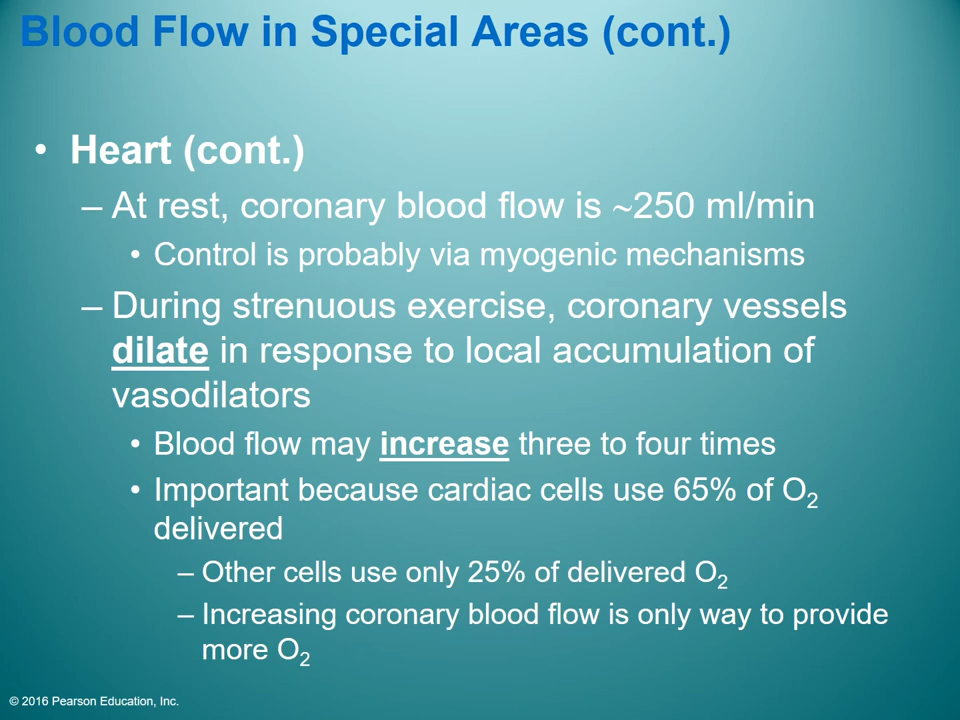 Blood Flow in Special Areas (cont.)
• Heart (cont.)
– At rest, coronary blood flow is ~250 ml/min
• Control is probably via myogenic mechanisms
– During strenuous exercise, coronary vessels
dilate in response to local accumulation of
vasodilators
• Blood flow may increase three to four times
• Important because cardiac cells use 65% of O₂
delivered
– Other cells use only 25% of delivered O₂
– Increasing coronary blood flow is only way to provide
more O₂
© 2016 Pearson Education, Inc.